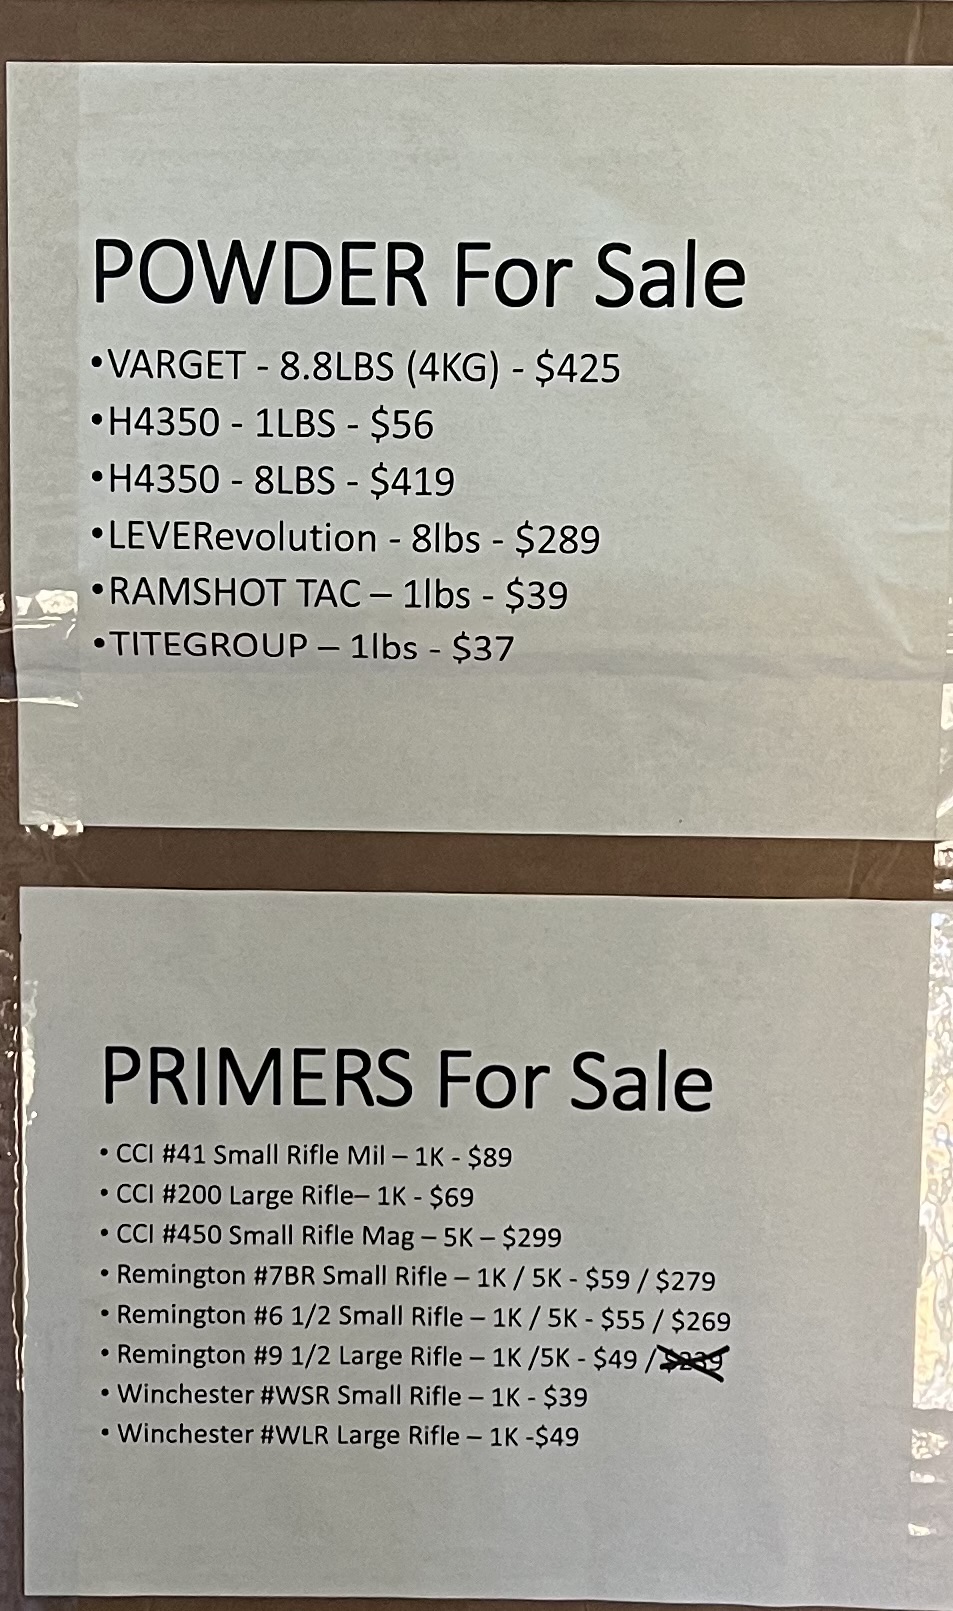 POWDER For Sale
•VARGET - 8.8LBS (4KG) - $425
•H4350 - 1LBS - $56
•H4350 - 8LBS - $419
•LEVERevolution - 8lbs - $289
•RAMSHOT TAC – 1lbs - $39
•TITEGROUP – 1lbs - $37
PRIMERS For Sale
• CCI #41 Small Rifle Mil – 1K - $89
• CCI #200 Large Rifle– 1K - $69
• CCI #450 Small Rifle Mag – 5K – $299
• Remington #7BR Small Rifle – 1K / 5K - $59 / $279
• Remington #6 1/2 Small Rifle – 1K / 5K - $55 / $269
• Remington #9 1/2 Large Rifle – 1K /5K - $49 / $239
• Winchester #WSR Small Rifle – 1K - $39
• Winchester #WLR Large Rifle – 1K -$49